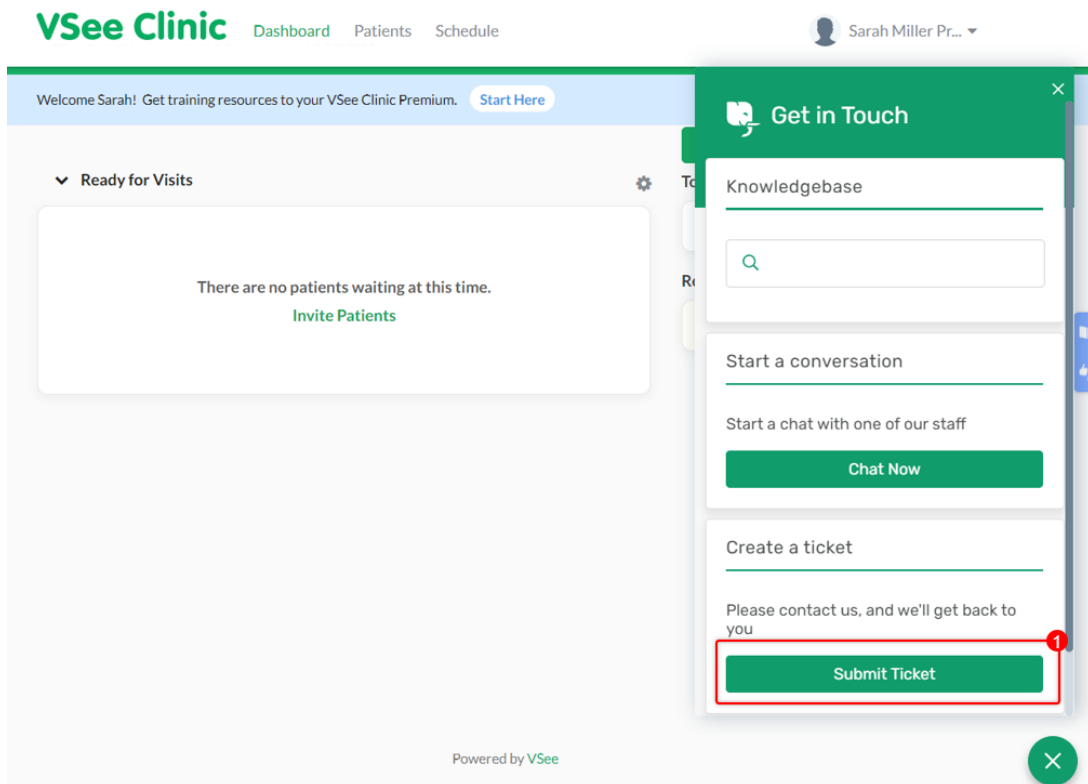 VSee Clinic
Dashboard
Patients
Schedule
Sarah Miller Pr...
Welcome Sarah! Get training resources to your VSee Clinic Premium.
Start Here
Ready for Visits
There are no patients waiting at this time.
Invite Patients
Get in Touch
Knowledgebase
Start a conversation
Start a chat with one of our staff
Chat Now
Create a ticket
Please contact us, and we'll get back to
you
1
Submit Ticket
Powered by VSee